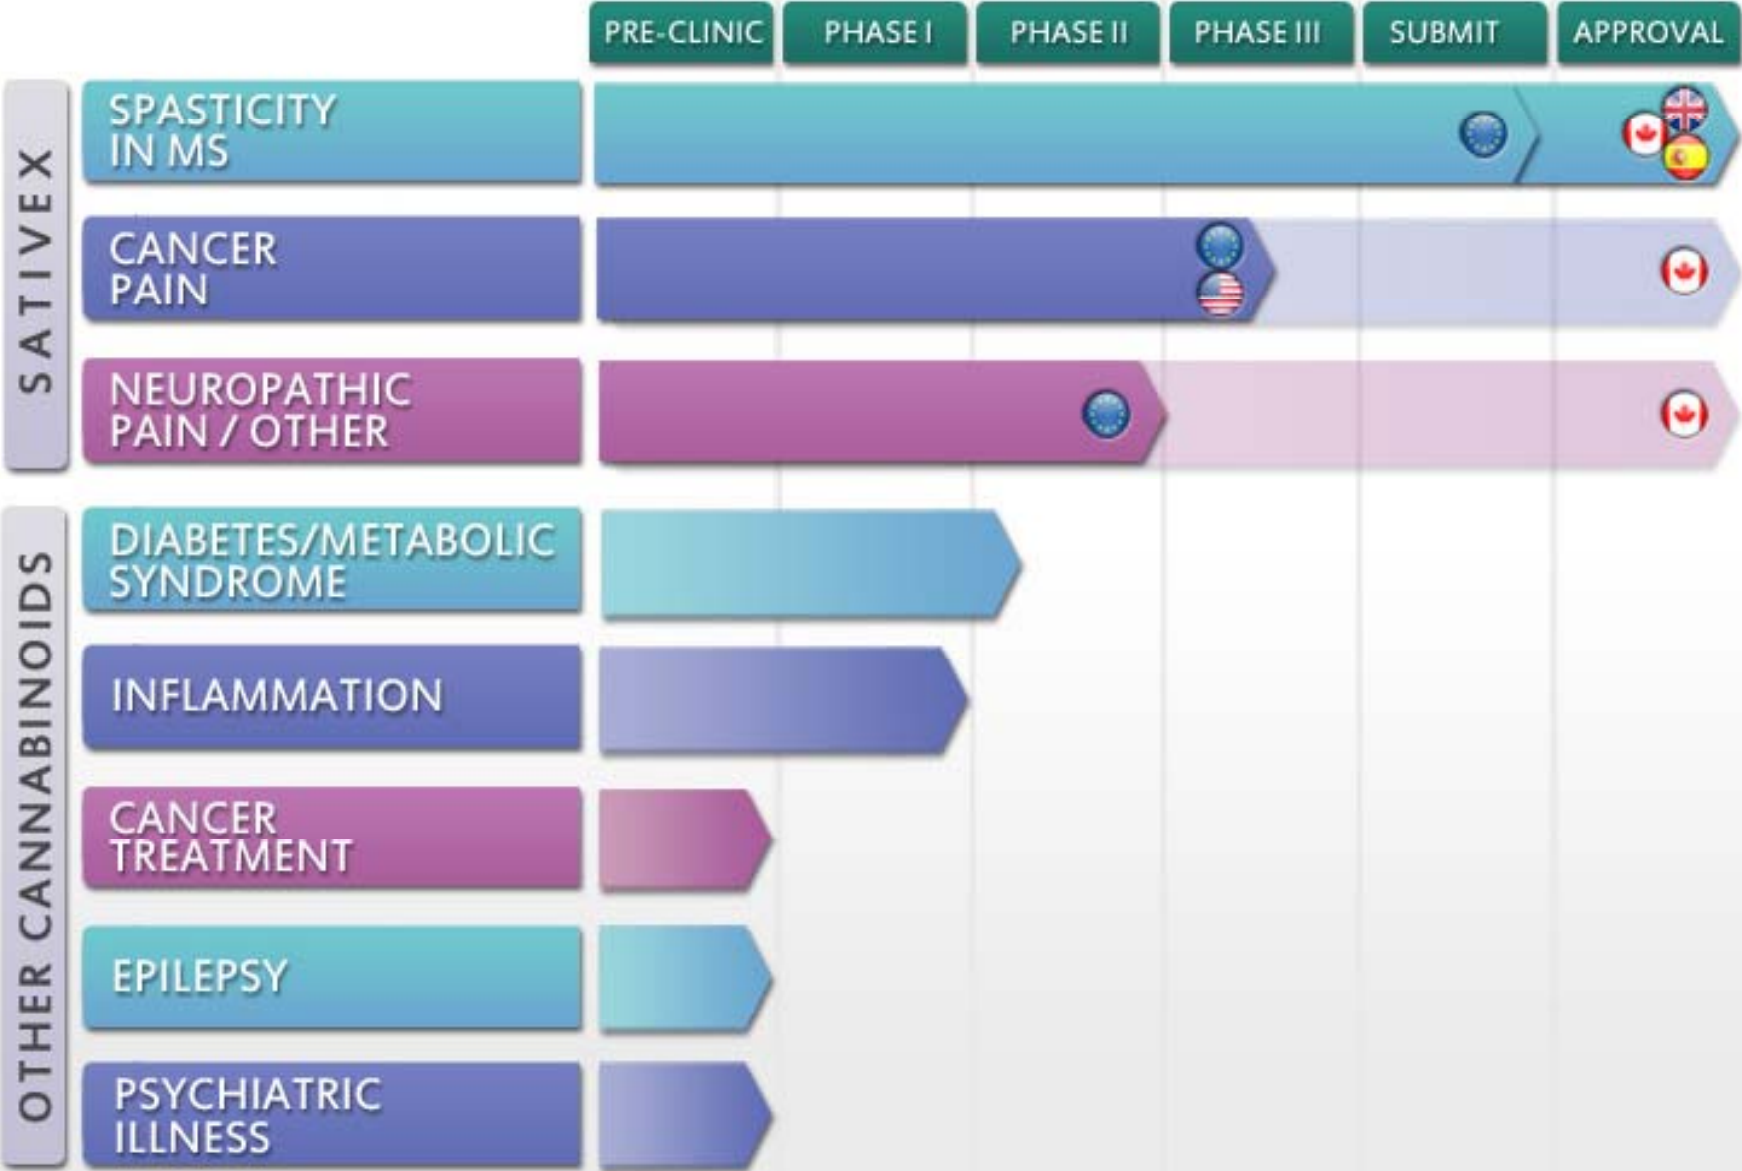 PRE-CLINIC
PHASE I
PHASE II
PHASE III
SUBMIT
APPROVAL
SATIVEX
SPASTICITY
IN MS
CANCER
PAIN
NEUROPATHIC
PAIN / OTHER
OTHER CANNABINOIDS
DIABETES/METABOLIC
SYNDROME
INFLAMMATION
CANCER
TREATMENT
EPILEPSY
PSYCHIATRIC
ILLNESS